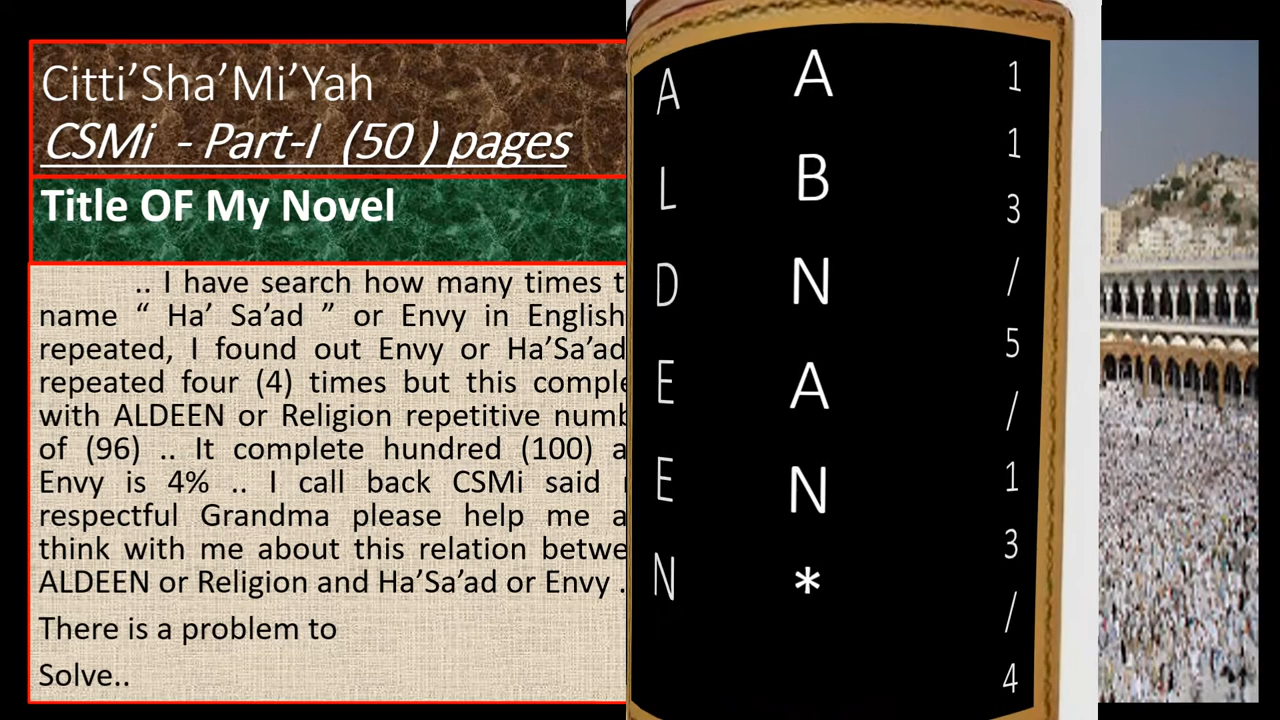 Citti’Sha’Mi’Yah
CSMi - Part-I (50 ) pages
Title OF My Novel
.. I have search how many times
name “ Ha’ Sa’ad ” or Envy in English
repeated, I found out Envy or Ha’Sa’ad
repeated four (4) times but this
with ALDEEN or Religion repetitive
of (96) .. It complete hundred (100)
Envy is 4% .. I call back CSMi said
respectful Grandma please help me
think with me about this relation
ALDEEN or Religion and Ha’Sa’ad or Envy .
There is a problem to
Solve..
A
L
D
E
E
N
A
B
N
A
N
*
1
1
3
/
5
/
1
3
/
4